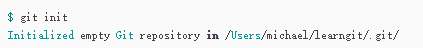 $ git init
Initialized empty Git repository in /Users/michael/learngit/.git/